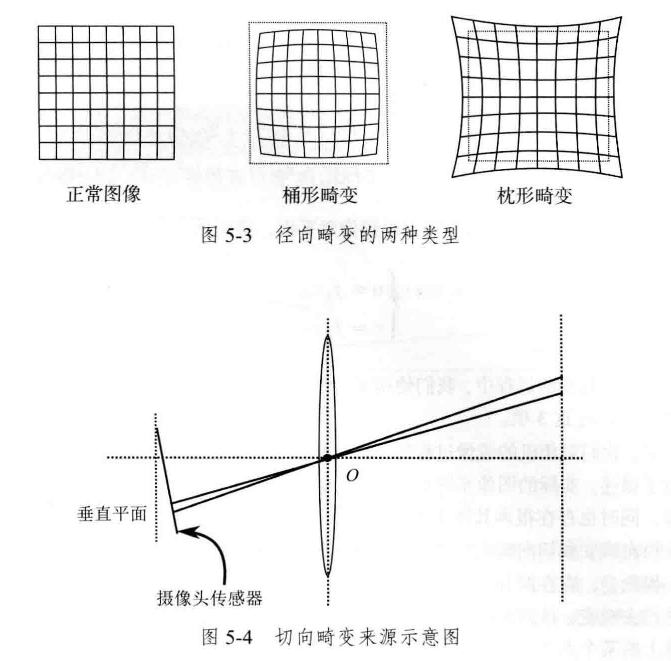 正常图像
桶形畸变
枕形畸变
图 5-3 径向畸变的两种类型
O
垂直平面
摄像头传感器
图 5-4 切向畸变来源示意图